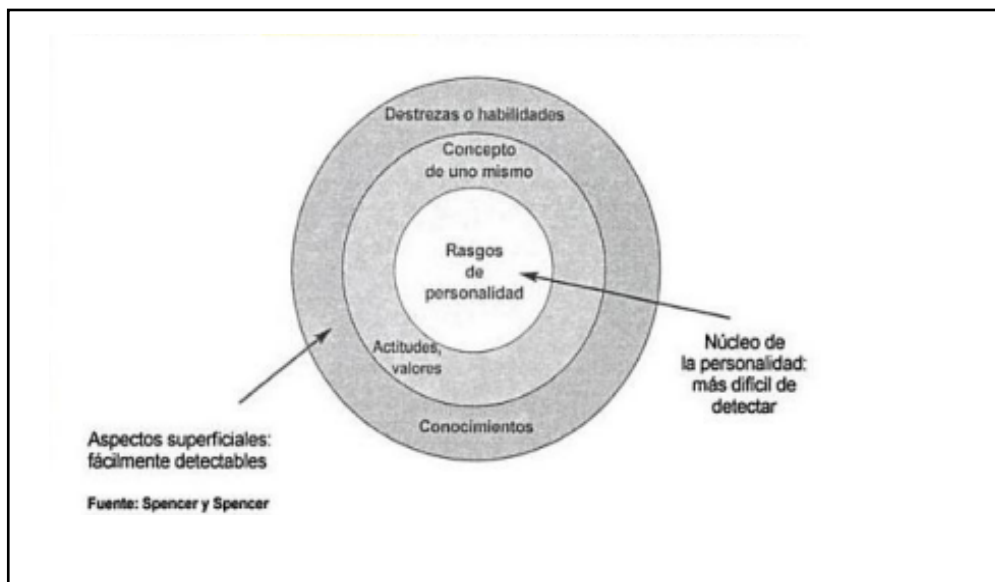 Destrezas o habilidades
Concepto
de uno mismo
Rasgos
de
personalidad
Actitudes,
valores
Conocimientos
Núcleo de
la personalidad:
más difícil de
detectar
Aspectos superficiales:
fácilmente detectables
Fuente: Spencer y Spencer